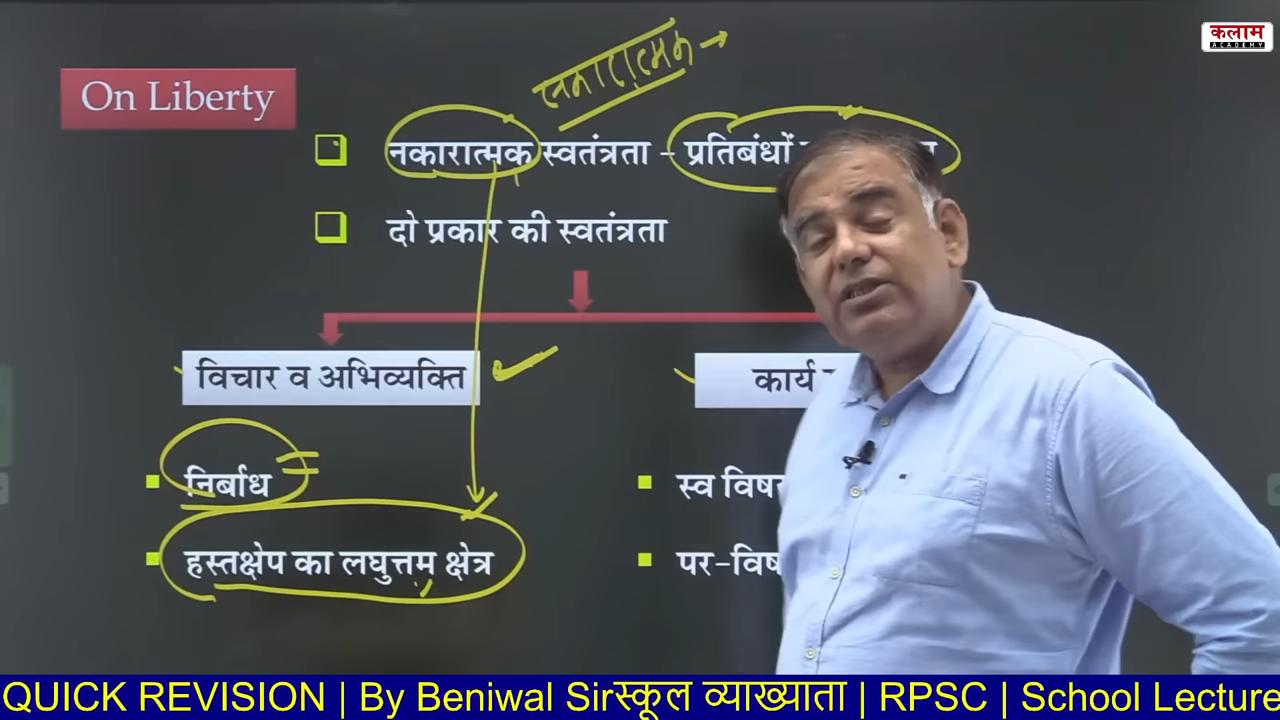 कलाम
ACADEMY
On Liberty
नकारात्मक स्वतंत्रता – प्रतिबंधों
दो प्रकार की स्वतंत्रता
विचार व अभिव्यक्ति
कार्य
निर्बाध
स्व
हस्तक्षेप का लघुत्तम क्षेत्र
QUICK REVISION | By Beniwal Sirस्कूल व्याख्याता | RPSC | School Lecture